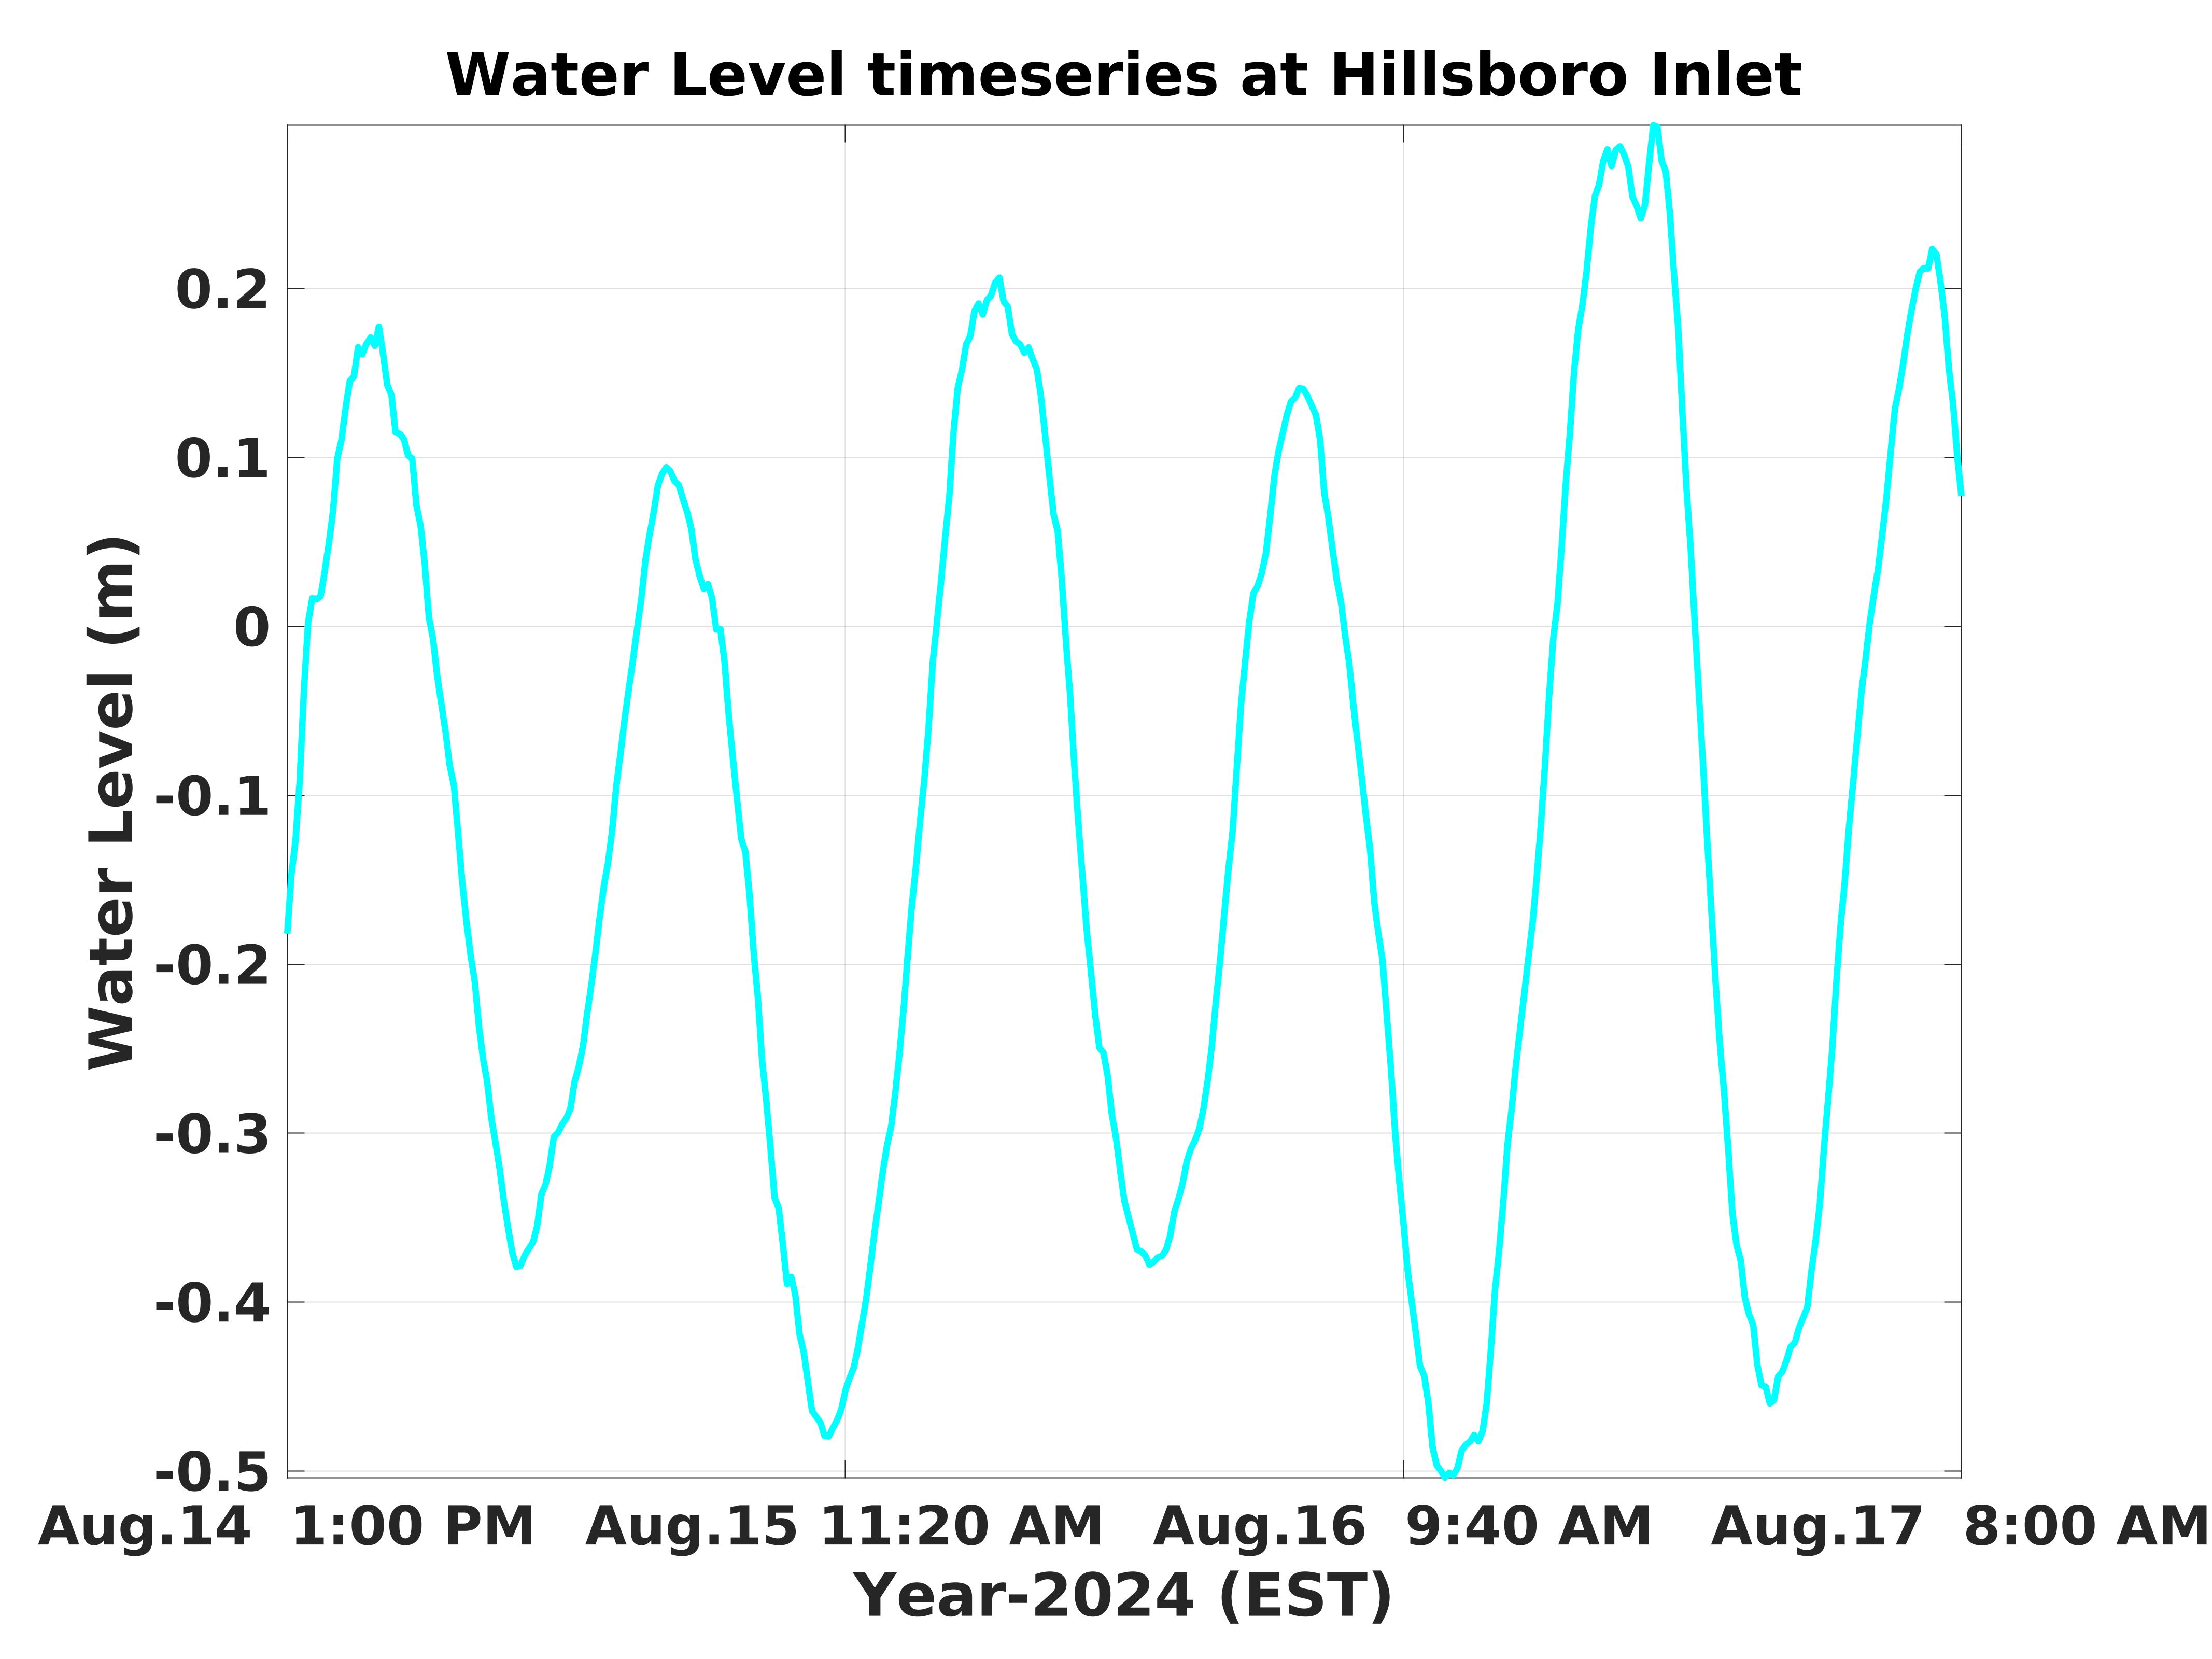 Water Level timeseries at Hillsboro Inlet
Water Level (m)
0.2
0.1
0
-0.1
-0.2
-0.3
-0.4
-0.5
Aug.14 1:00 PM Aug.15 11:20 AM Aug.16 9:40 AM Aug.17 8:00 AM
Year-2024 (EST)